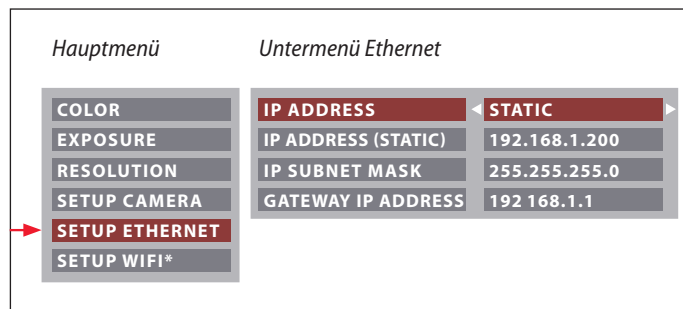 Hauptmenü
Untermenü Ethernet
COLOR
EXPOSURE
RESOLUTION
SETUP CAMERA
SETUP ETHERNET
SETUP WIFI*
IP ADDRESS STATIC
IP ADDRESS (STATIC) 192.168.1.200
IP SUBNET MASK 255.255.255.0
GATEWAY IP ADDRESS 192 168.1.1